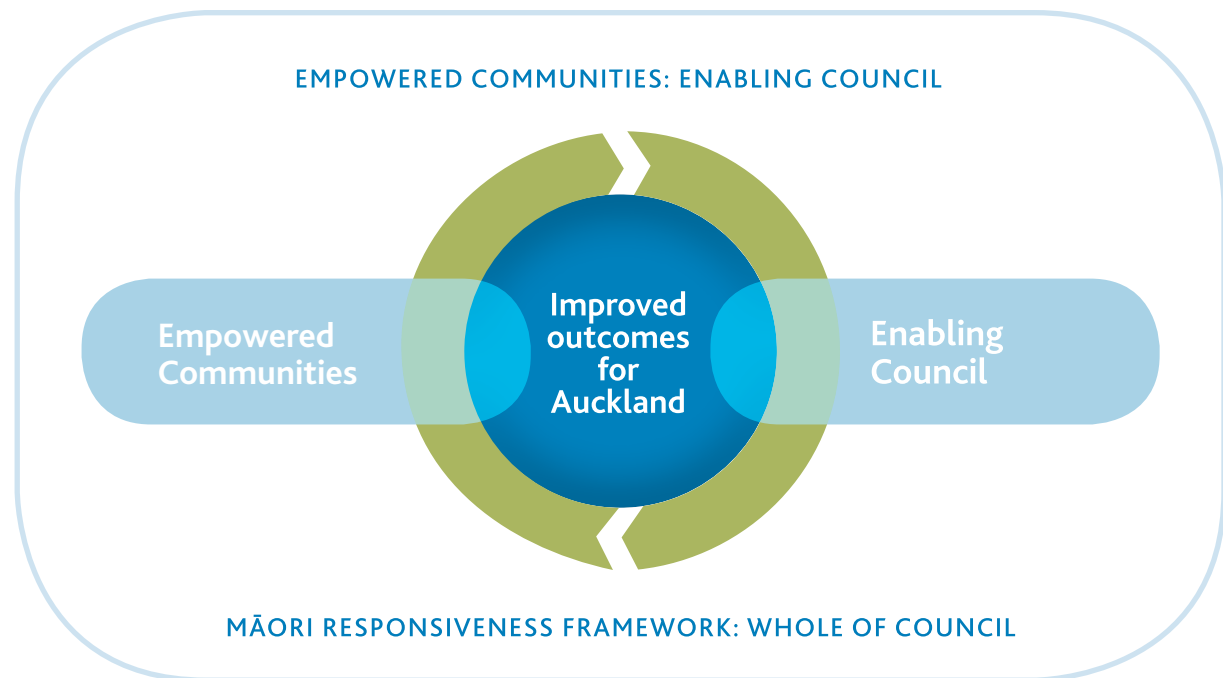 EMPOWERED COMMUNITIES: ENABLING COUNCIL
Empowered
Communities
Improved
outcomes
for
Auckland
Enabling
Council
MĀORI RESPONSIVENESS FRAMEWORK: WHOLE OF COUNCIL